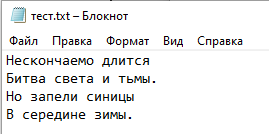 тест.txt – Блокнот
Файл Правка Формат Вид Справка
Нескончаемо длится
Битва света и тьмы.
Но запели синицы
В середине зимы.